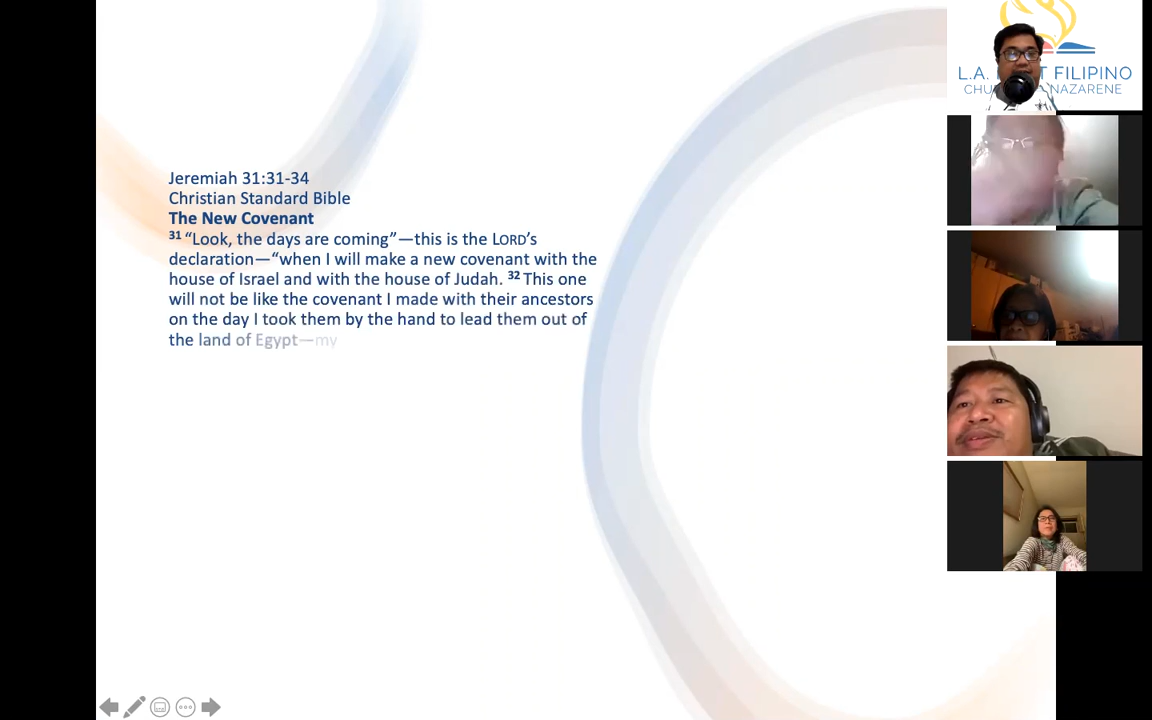 Jeremiah 31:31-34
Christian Standard Bible
The New Covenant
31 “Look, the days are coming”—this is the LORD’s
declaration—“when I will make a new covenant with the
house of Israel and with the house of Judah. 32 This one
will not be like the covenant I made with their ancestors
on the day I took them by the hand to lead them out of
the land of Egypt—my
L.A. T FILIPINO
CHU NAZARENE